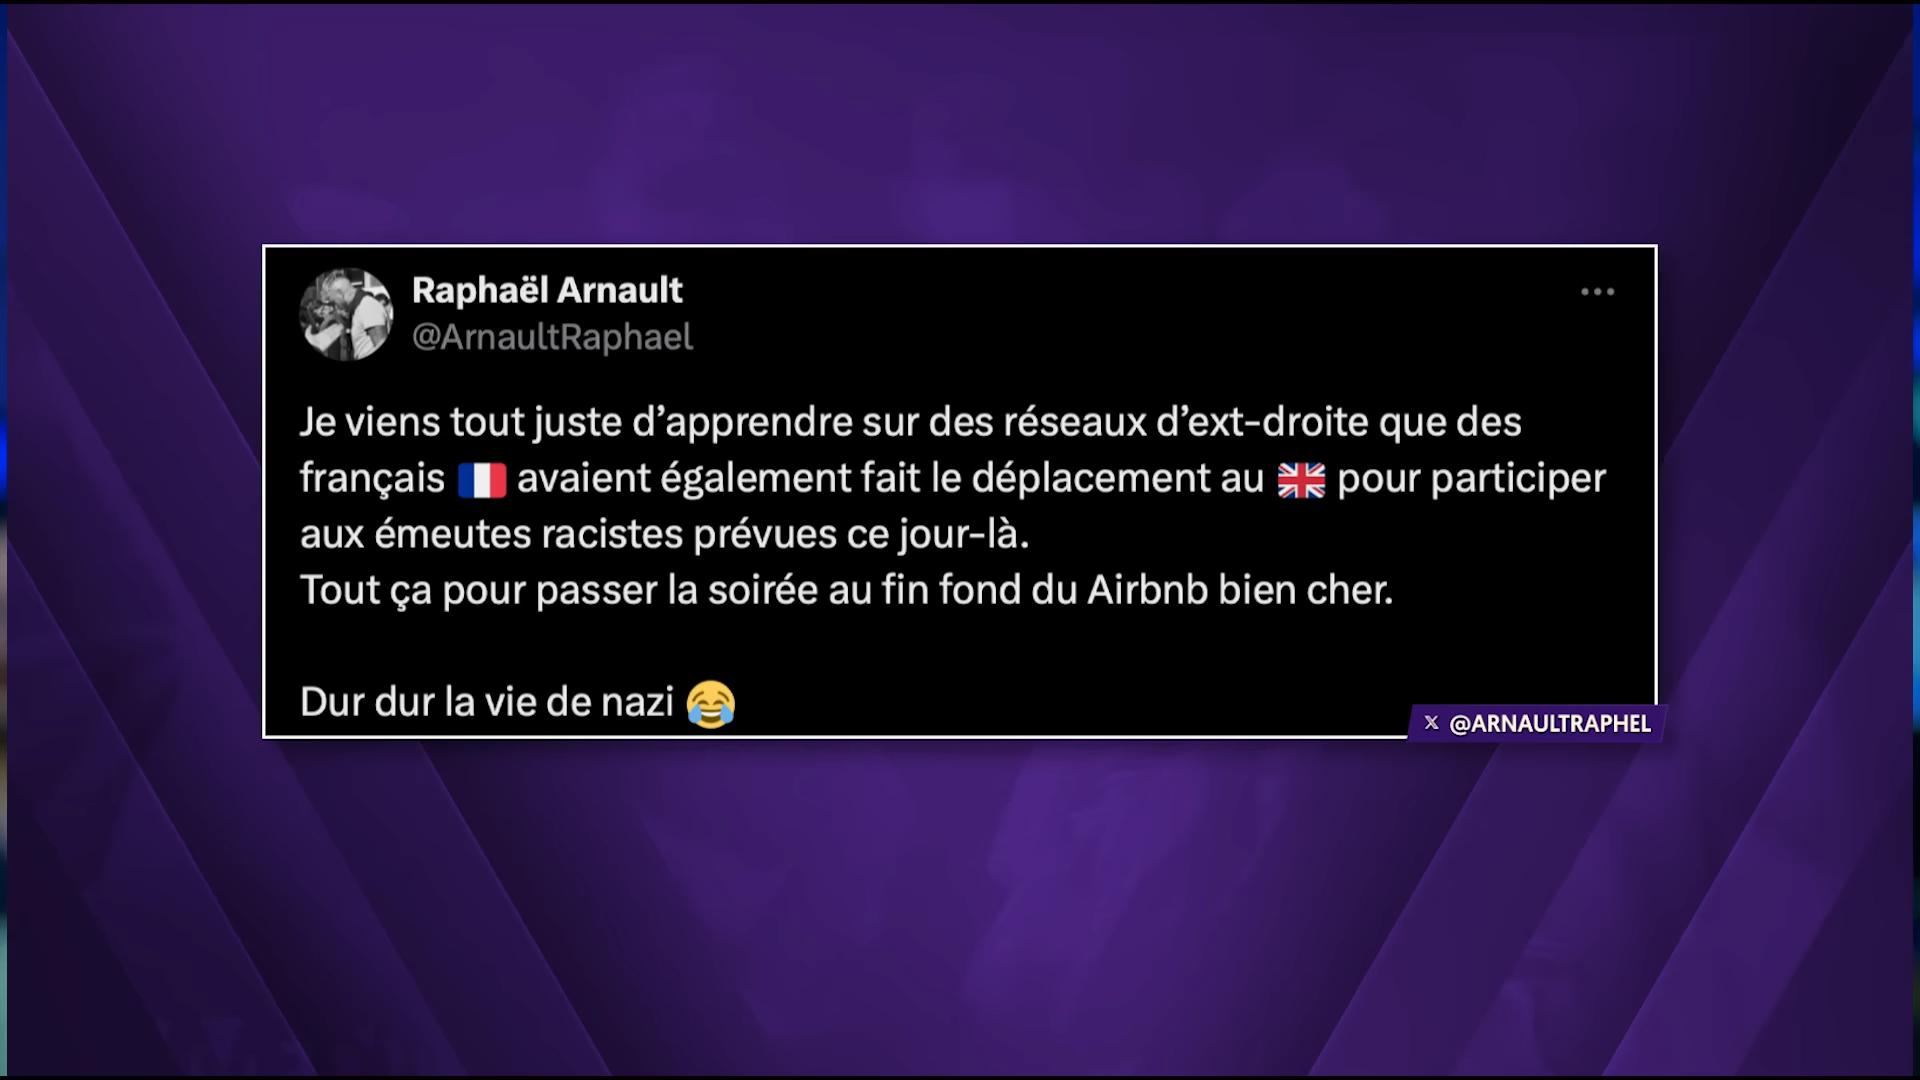 Raphaël Arnault
@ArnaultRaphael
Je viens tout juste d’apprendre sur des réseaux d’ext-droite que des
français 🇫🇷 avaient également fait le déplacement au 🇬🇧 pour participer
aux émeutes racistes prévues ce jour-là.
Tout ça pour passer la soirée au fin fond du Airbnb bien cher.
Dur dur la vie de nazi 😂
X @ARNAULTRAPHEL